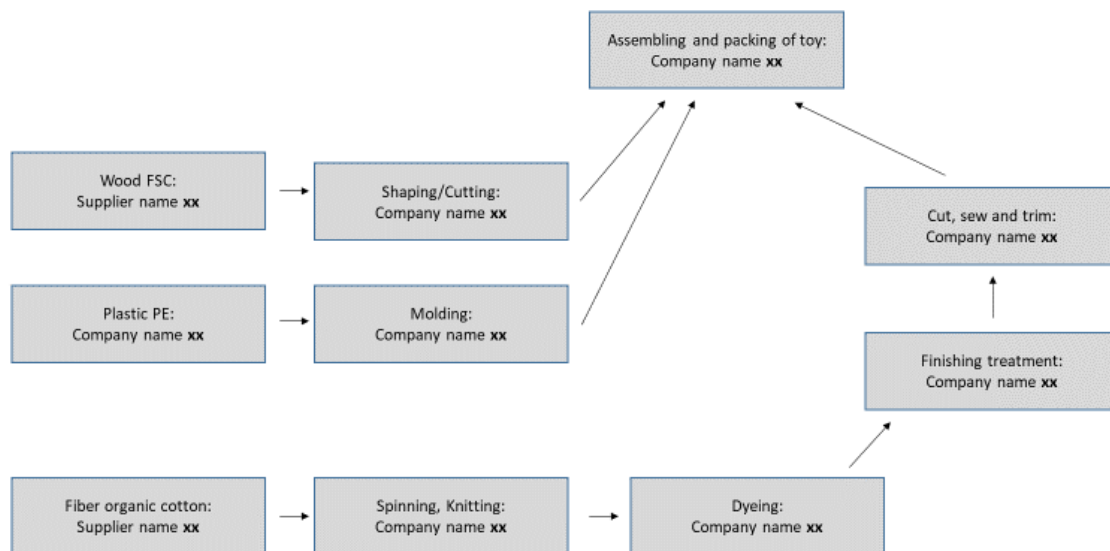 Assembling and packing of toy:
Company name xx
Wood FSC:
Supplier name xx
Shaping/Cutting:
Company name xx
Cut, sew and trim:
Company name xx
Plastic PE:
Company name xx
Molding:
Company name xx
Finishing treatment:
Company name xx
Fiber organic cotton:
Supplier name xx
Spinning, Knitting:
Company name xx
Dyeing:
Company name xx